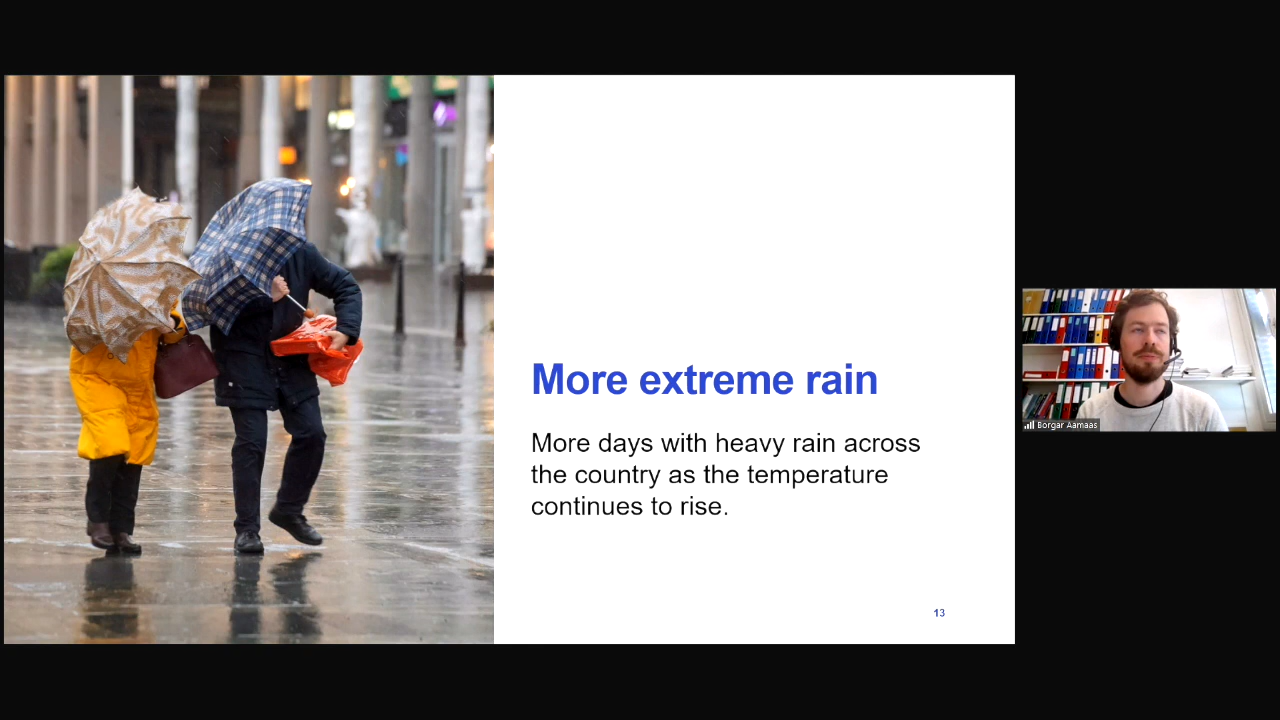 More extreme rain
More days with heavy rain across
the country as the temperature
continues to rise.
13
Borgar Aamaas